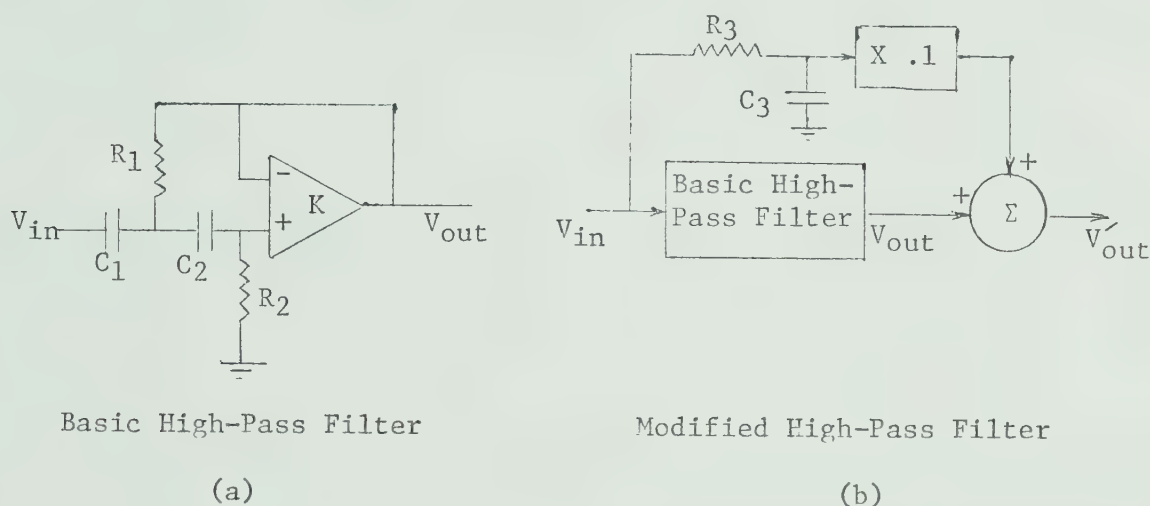 R1
Vin
C1
C2
-
+
K
R2
Vout
Basic High-Pass Filter
(a)
R3
C3
X .1
Vin
Basic High-
Pass Filter
Vout
+
+
Σ
V'out
Modified High-Pass Filter
(b)